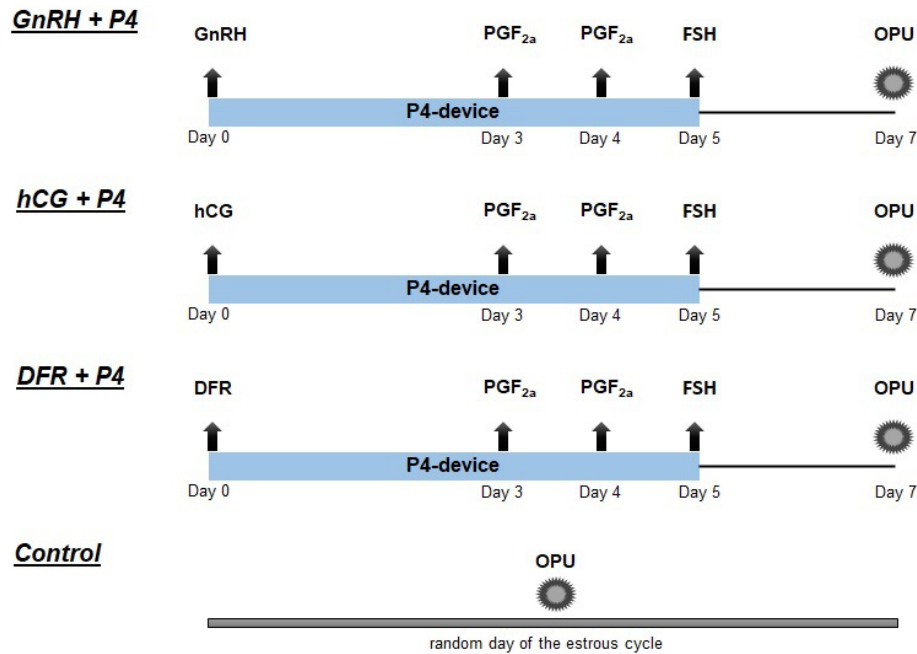 GnRH + P4
GnRH PGF2a PGF2a FSH OPU
P4-device
Day 0 Day 3 Day 4 Day 5 Day 7
hCG + P4
hCG PGF2a PGF2a FSH OPU
P4-device
Day 0 Day 3 Day 4 Day 5 Day 7
DFR + P4
DFR PGF2a PGF2a FSH OPU
P4-device
Day 0 Day 3 Day 4 Day 5 Day 7
Control
OPU
random day of the estrous cycle